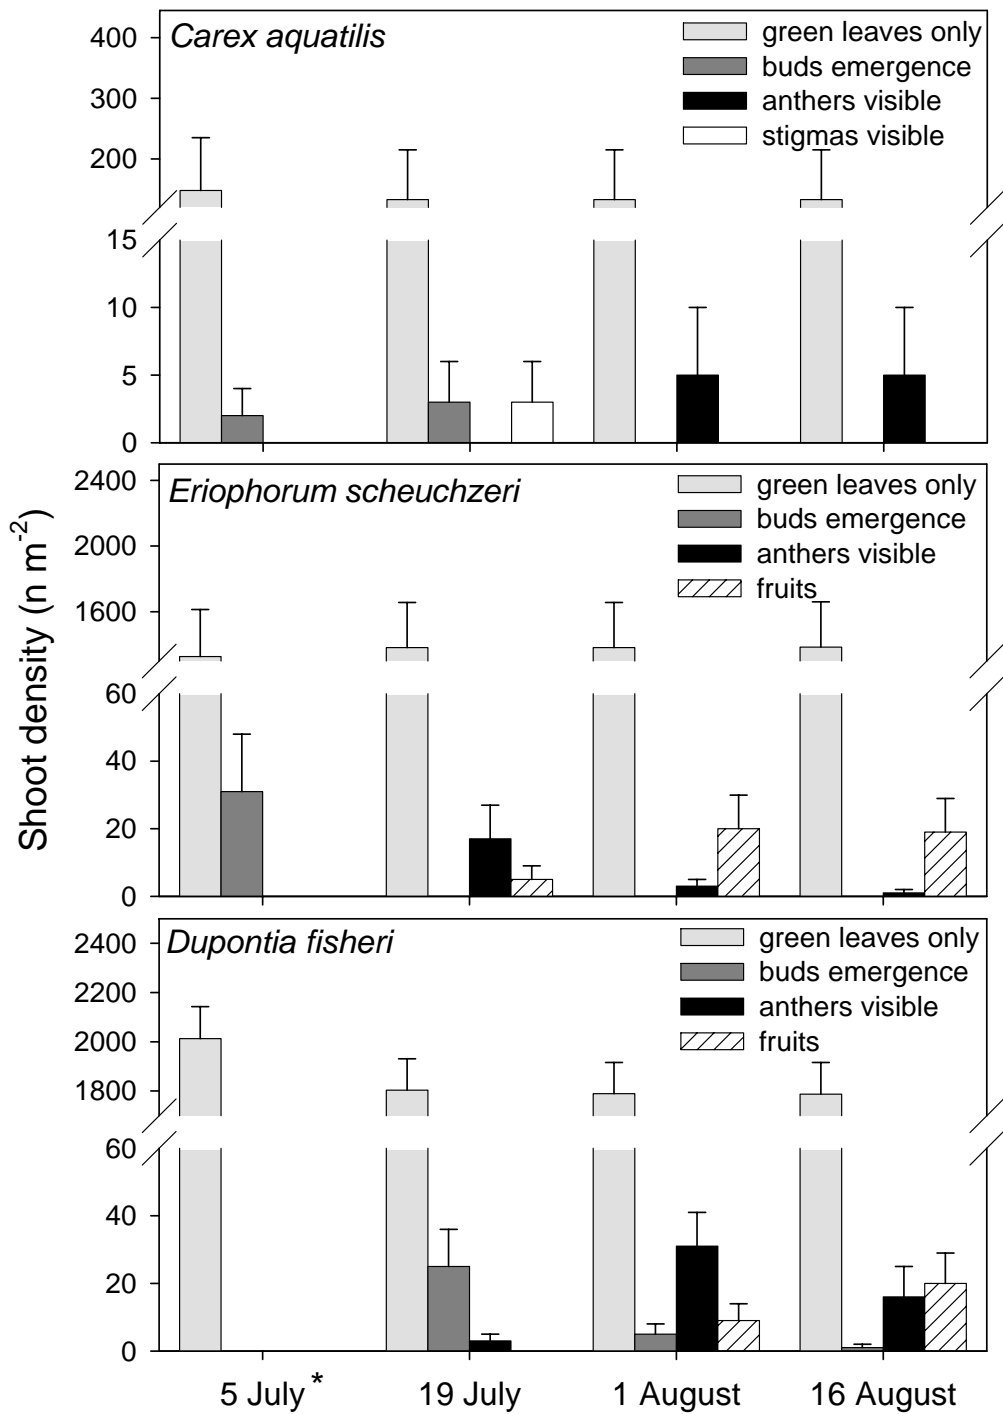 Shoot density (n m⁻²)
Carex aquatilis
green leaves only
buds emergence
anthers visible
stigmas visible
400
300
200
15
10
5
0
Eriophorum scheuchzeri
green leaves only
buds emergence
anthers visible
fruits
2400
2000
1600
60
40
20
0
Dupontia fisheri
green leaves only
buds emergence
anthers visible
fruits
2400
2200
2000
1800
60
40
20
0
5 July * 19 July 1 August 16 August